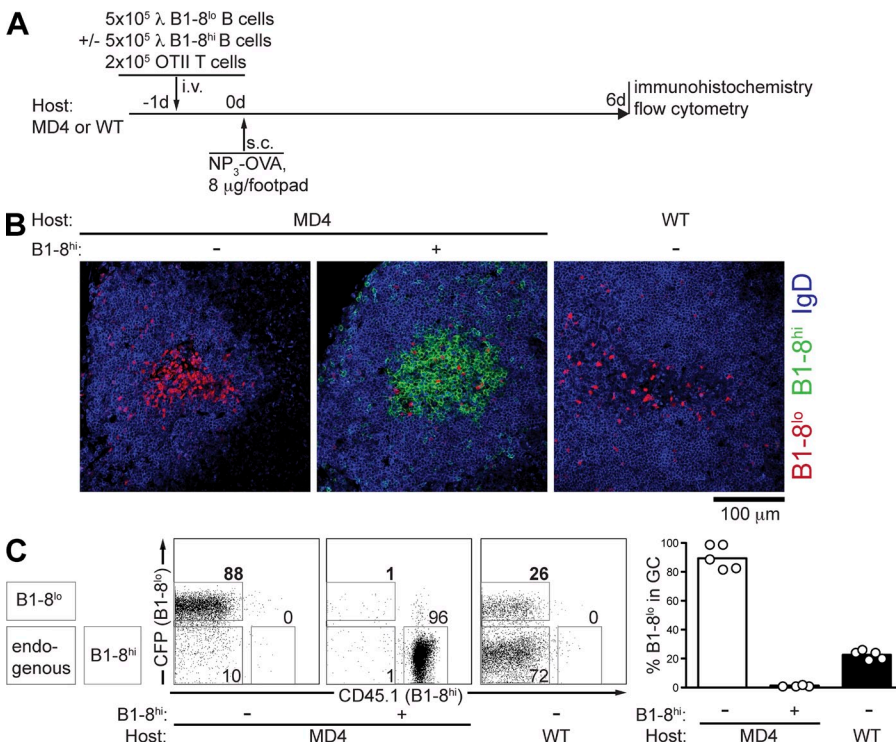 A
5x10⁵ λ B1-8ˡᵒ B cells
+/- 5x10⁵ λ B1-8ʰⁱ B cells
2x10⁵ OTII T cells
i.v.
Host:
MD4 or WT
-1d
0d
6d
immunohistochemistry
flow cytometry
s.c.
NP₃-OVA,
8 μg/footpad
B
Host: MD4 WT
B1-8ʰⁱ: - + -
B1-8ˡᵒ B1-8ʰⁱ IgD
100 μm
C
B1-8ˡᵒ
endo-
genous
B1-8ʰⁱ
CFP (B1-8ˡᵒ)
88
0
10
1
96
1
26
0
72
CD45.1 (B1-8ʰⁱ)
B1-8ʰⁱ: - + -
Host: MD4 WT
% B1-8ˡᵒ in GC
100
80
60
40
20
0
B1-8ʰⁱ: - + -
Host: MD4 WT